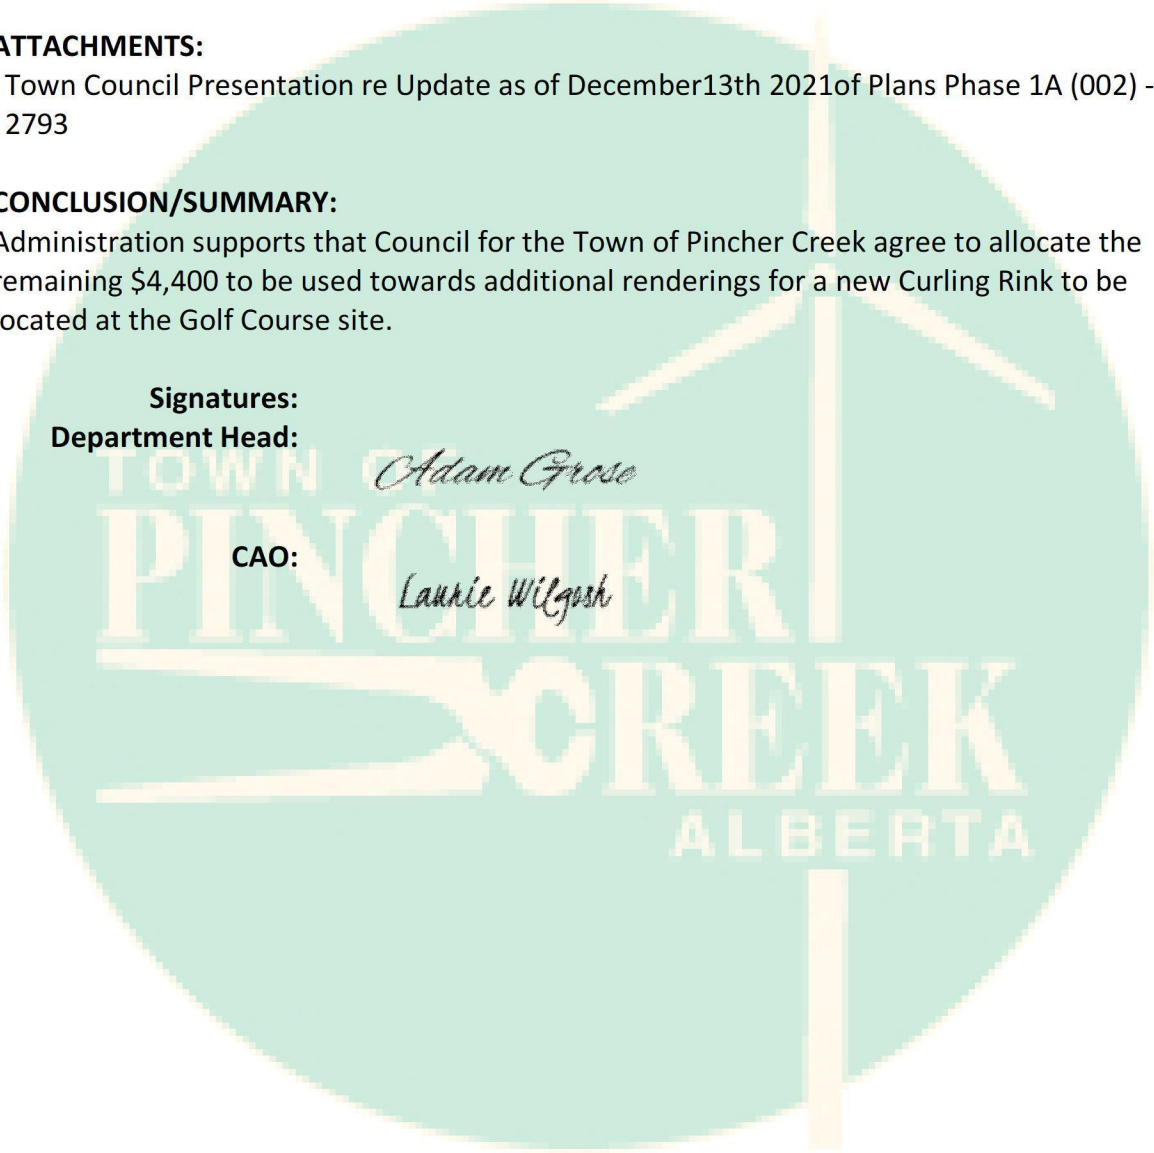 ATTACHMENTS:
Town Council Presentation re Update as of December13th 2021of Plans Phase 1A (002) -
2793
CONCLUSION/SUMMARY:
Administration supports that Council for the Town of Pincher Creek agree to allocate the
remaining $4,400 to be used towards additional renderings for a new Curling Rink to be
located at the Golf Course site.
Signatures:
Department Head:
Adam Grose
CAO:
Laurie Wilgosh
TOWN OF
PINCHER
CREEK
ALBERTA